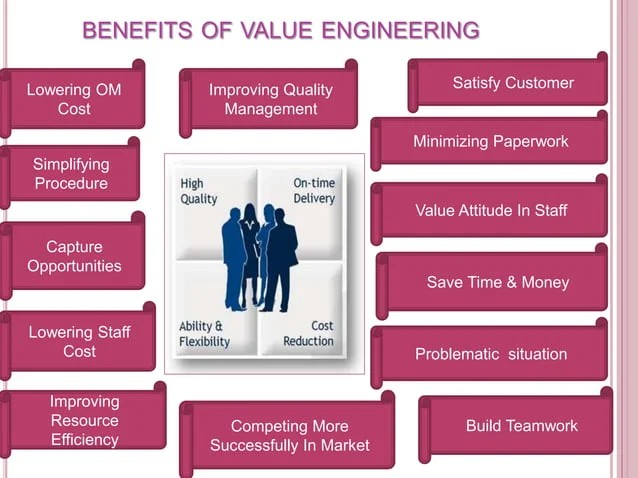 BENEFITS OF VALUE ENGINEERING
Lowering OM
Cost
Improving Quality
Management
Satisfy Customer
Minimizing Paperwork
Simplifying
Procedure
High
Quality
On-time
Delivery
Value Attitude In Staff
Capture
Opportunities
Save Time & Money
Lowering Staff
Cost
Ability &
Flexibility
Cost
Reduction
Problematic situation
Improving
Resource
Efficiency
Competing More
Successfully In Market
Build Teamwork